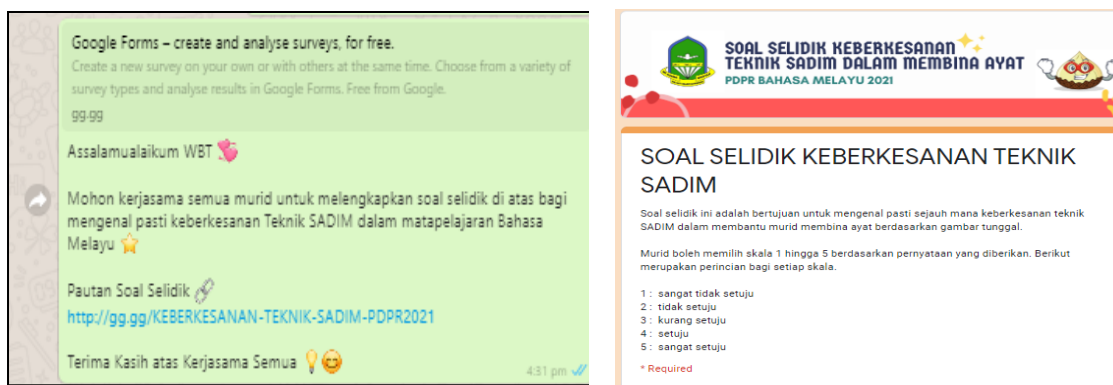 Google Forms – create and analyse surveys, for free.
Create a new survey on your own or with others at the same time. Choose from a variety of
survey types and analyse results in Google Forms. Free from Google.
gg.gg
Assalamualaikum WBT
Mohon kerjasama semua murid untuk melengkapkan soal selidik di atas bagi
mengenal pasti keberkesanan Teknik SADIM dalam matapelajaran Bahasa
Melayu
Pautan Soal Selidik
http://gg.gg/KEBERKESANAN-TEKNIK-SADIM-PDPR2021
Terima Kasih atas Kerjasama Semua
4:31 pm
SOAL SELIDIK KEBERKESANAN
TEKNIK SADIM DALAM MEMBINA AYAT
PDPR BAHASA MELAYU 2021
SOAL SELIDIK KEBERKESANAN TEKNIK
SADIM
Soal selidik ini adalah bertujuan untuk mengenal pasti sejauh mana keberkesanan teknik
SADIM dalam membantu murid membina ayat berdasarkan gambar tunggal.
Murid boleh memilih skala 1 hingga 5 berdasarkan pernyataan yang diberikan. Berikut
merupakan perincian bagi setiap skala.
1 : sangat tidak setuju
2 : tidak setuju
3 : kurang setuju
4 : setuju
5 : sangat setuju
* Required